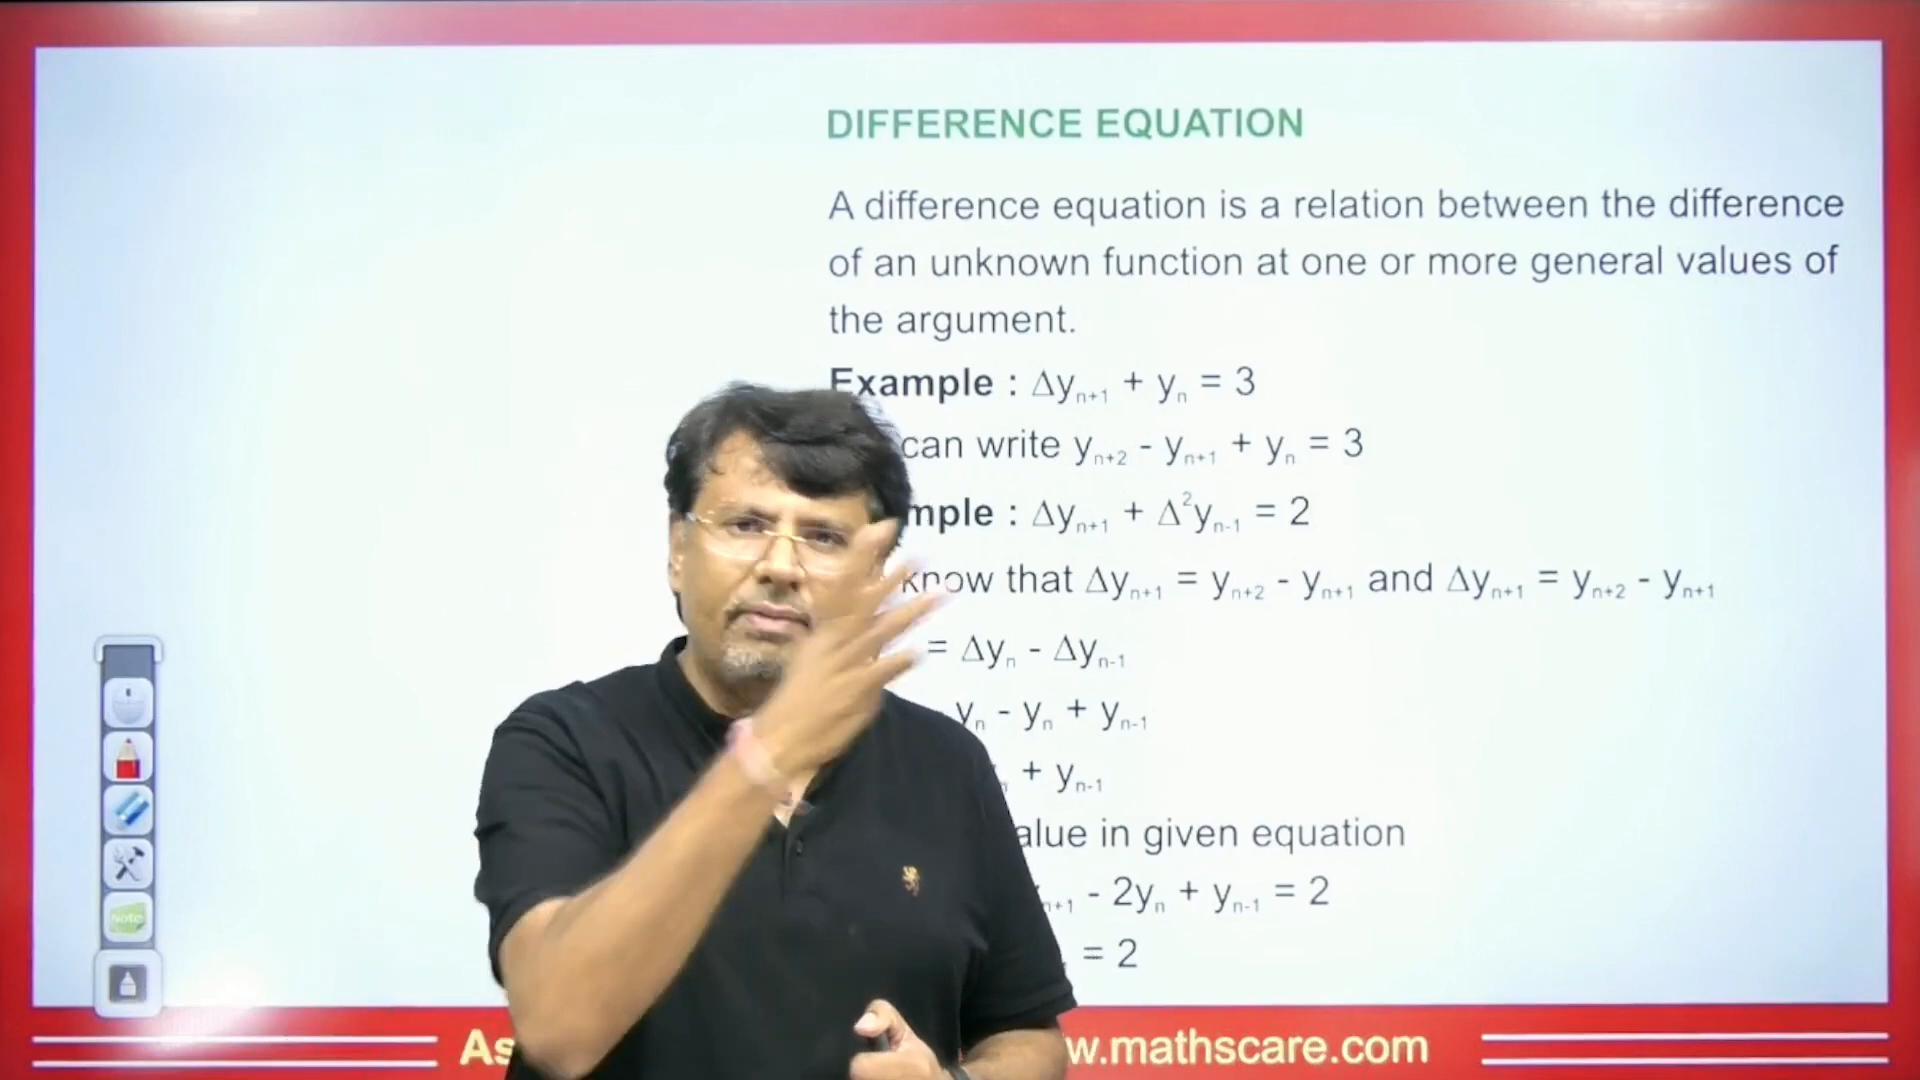 DIFFERENCE EQUATION
A difference equation is a relation between the difference
of an unknown function at one or more general values of
the argument.
Example : Δyₙ₊₁ + yₙ = 3
can write yₙ₊₂ - yₙ₊₁ + yₙ = 3
mple : Δyₙ₊₁ + Δ²yₙ₋₁ = 2
know that Δyₙ₊₁ = yₙ₊₂ - yₙ₊₁ and Δyₙ₊₁ = yₙ₊₂ - yₙ₊₁
= Δyₙ - Δyₙ₋₁
yₙ - yₙ + yₙ₋₁
+ yₙ₋₁
alue in given equation
ₙ₊₁ - 2yₙ + yₙ₋₁ = 2
= 2
Note
As
w.mathscare.com